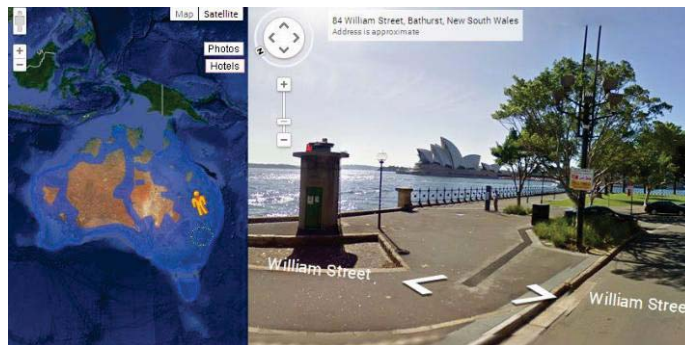 Map
Satellite
Photos
Hotels
84 William Street, Bathurst, New South Wales
Address is approximate
William Street
William Stree